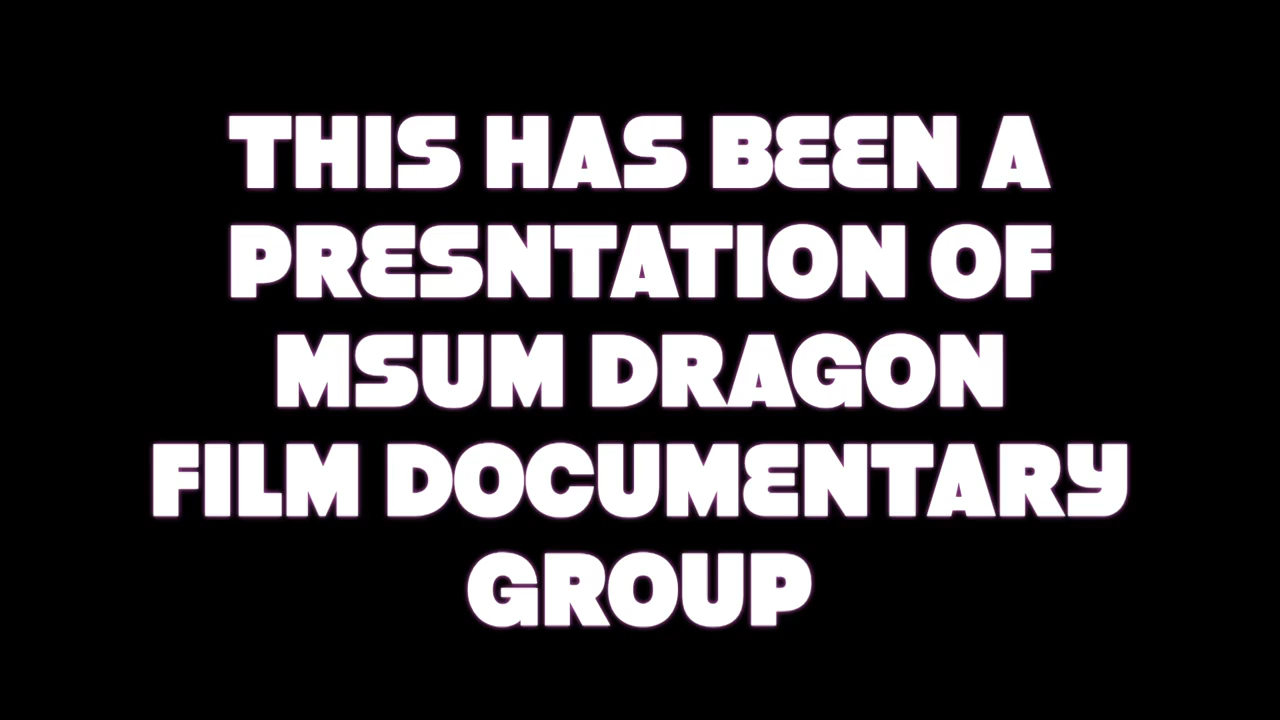 THIS HAS BEEN A
PRESNTATION OF
MSUM DRAGON
FILM DOCUMENTARY
GROUP